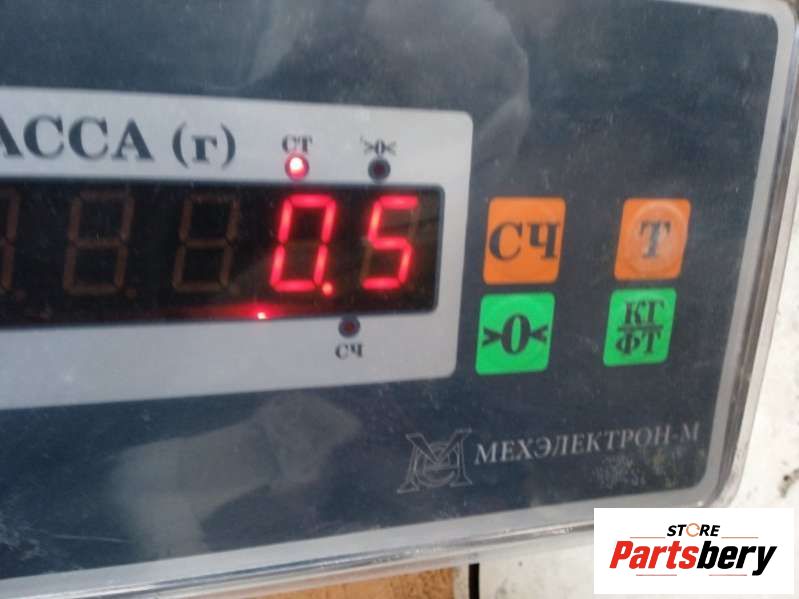 АССА (г)
СТ >0<
0.5
СЧ Т
>0< КГ
ФТ
СЧ
МЕХЭЛЕКТРОН-М
STORE
Partsbery